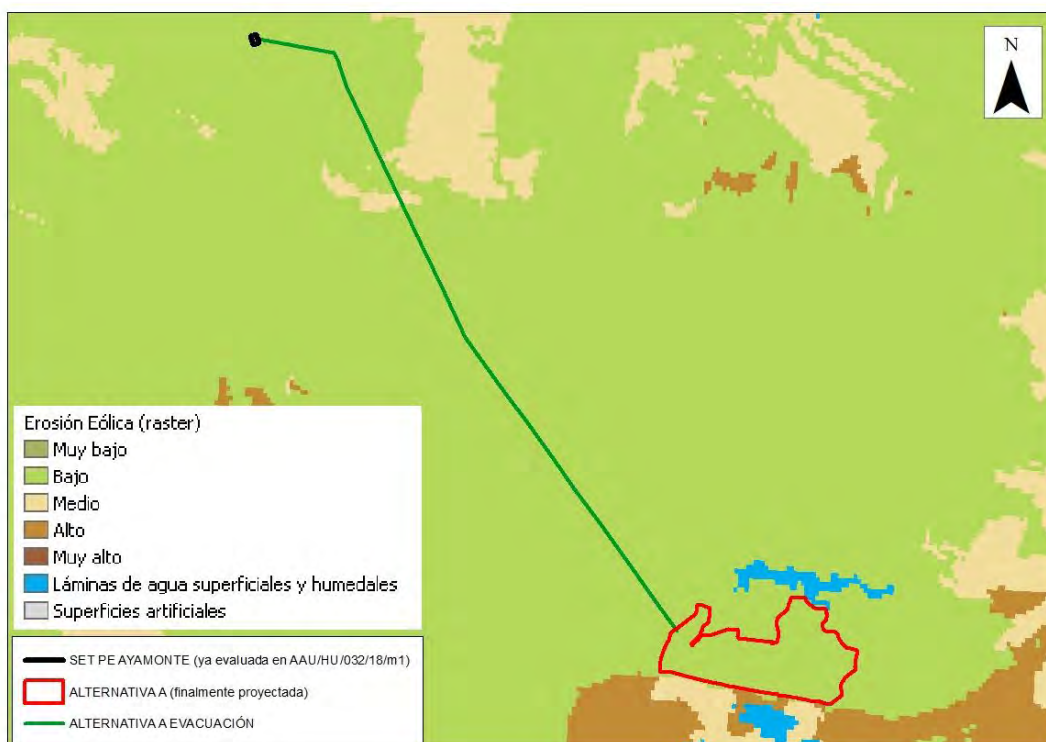 N
Erosión Eólica (raster)
Muy bajo
Bajo
Medio
Alto
Muy alto
Láminas de agua superficiales y humedales
Superficies artificiales
SET PE AYAMONTE (ya evaluada en AAU/HU/032/18/m1)
ALTERNATIVA A (finalmente proyectada)
ALTERNATIVA A EVACUACIÓN